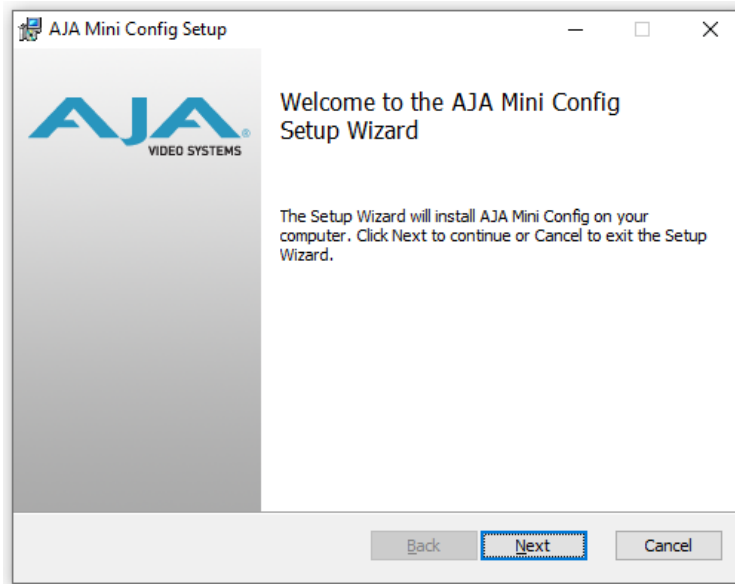 AJA Mini Config Setup
AJA®
VIDEO SYSTEMS
Welcome to the AJA Mini Config
Setup Wizard
The Setup Wizard will install AJA Mini Config on your
computer. Click Next to continue or Cancel to exit the Setup
Wizard.
Back Next Cancel